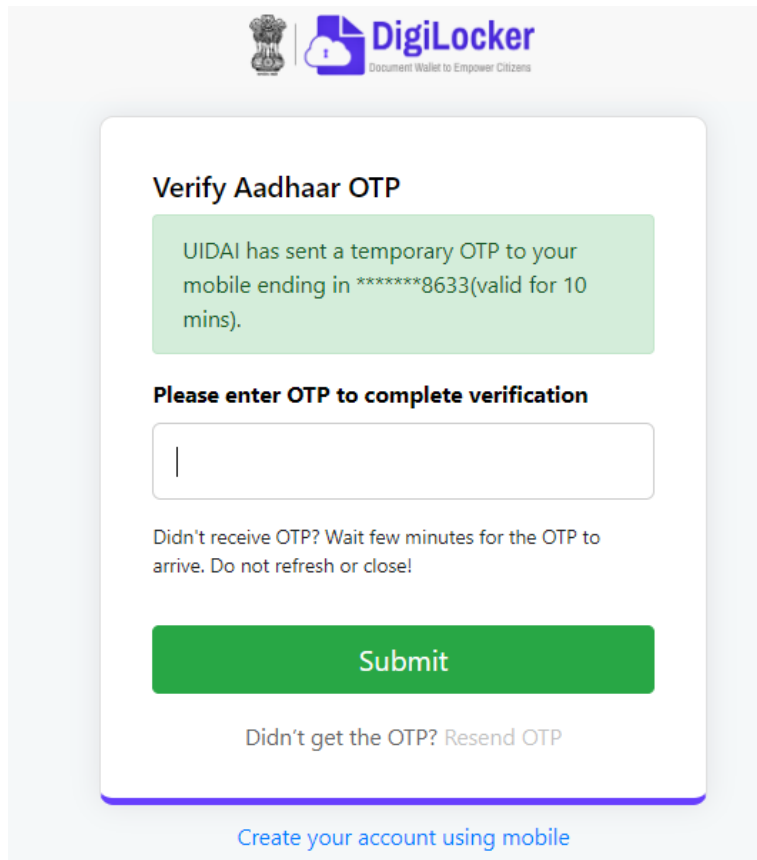 DigiLocker
Document Wallet to Empower Citizens
Verify Aadhaar OTP
UIDAI has sent a temporary OTP to your
mobile ending in *******8633(valid for 10
mins).
Please enter OTP to complete verification
Didn't receive OTP? Wait few minutes for the OTP to
arrive. Do not refresh or close!
Submit
Didn't get the OTP? Resend OTP
Create your account using mobile